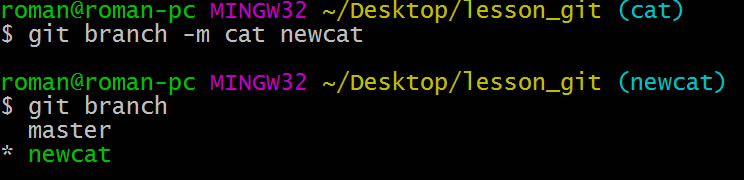 roman@roman-pc MINGW32 ~/Desktop/lesson_git (cat)
$ git branch -m cat newcat
roman@roman-pc MINGW32 ~/Desktop/lesson_git (newcat)
$ git branch
  master
* newcat